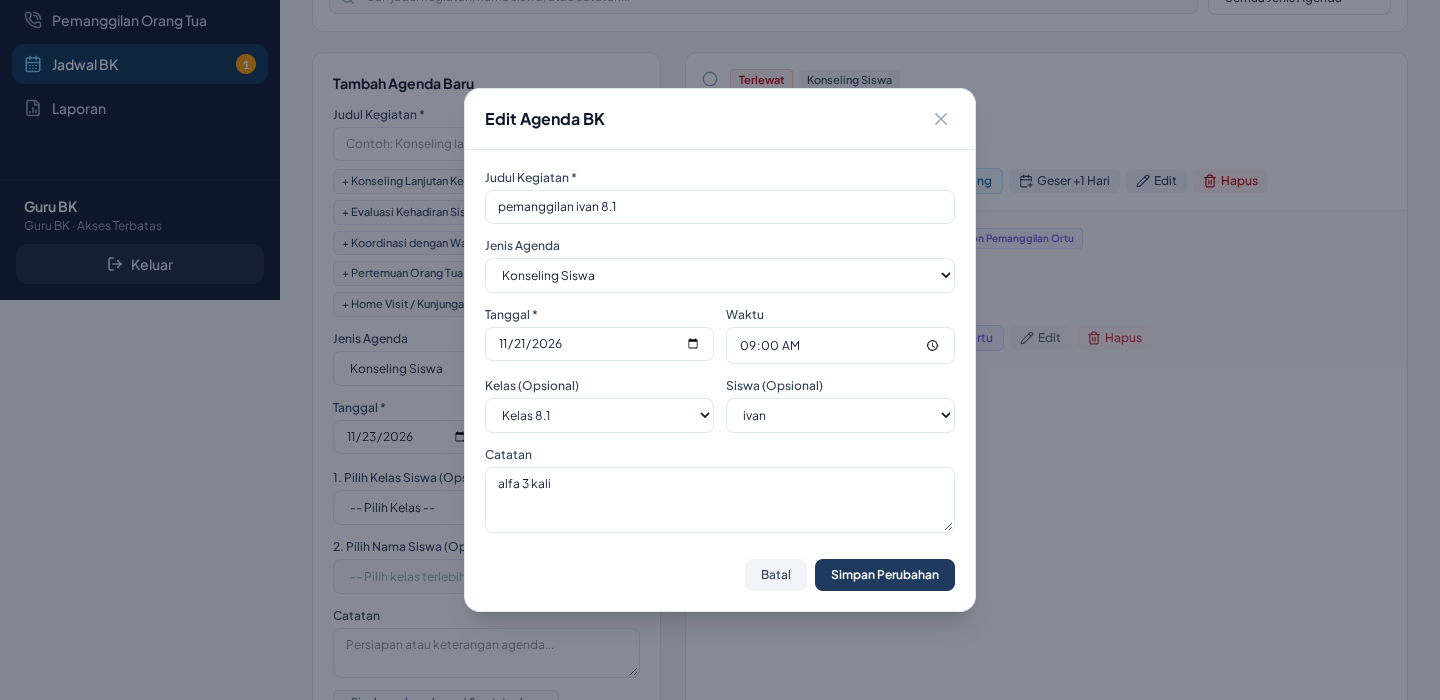 Pemanggilan Orang Tua
Jadwal BK
1
Laporan
Guru BK
Guru BK · Akses Terbatas
Keluar
Tambah Agenda Baru
Judul Kegiatan *
Contoh: Konseling
+ Konseling Lanjutan
+ Evaluasi Kehadiran
+ Koordinasi dengan
+ Pertemuan Orang Tua
+ Home Visit /
Jenis Agenda
Konseling Siswa
Tanggal *
11/23/2026
1. Pilih Kelas Siswa
-- Pilih Kelas --
2. Pilih Nama Siswa
-- Pilih kelas
Catatan
Persiapan atau keterangan agenda...
Terlewat
Konseling Siswa
Geser +1 Hari
Edit
Hapus
Pemanggilan Ortu
Edit
Hapus
Edit Agenda BK
Judul Kegiatan *
pemanggilan ivan 8.1
Jenis Agenda
Konseling Siswa
Tanggal *
Waktu
11/21/2026
09:00 AM
Kelas (Opsional)
Siswa (Opsional)
Kelas 8.1
ivan
Catatan
alfa 3 kali
Batal
Simpan Perubahan